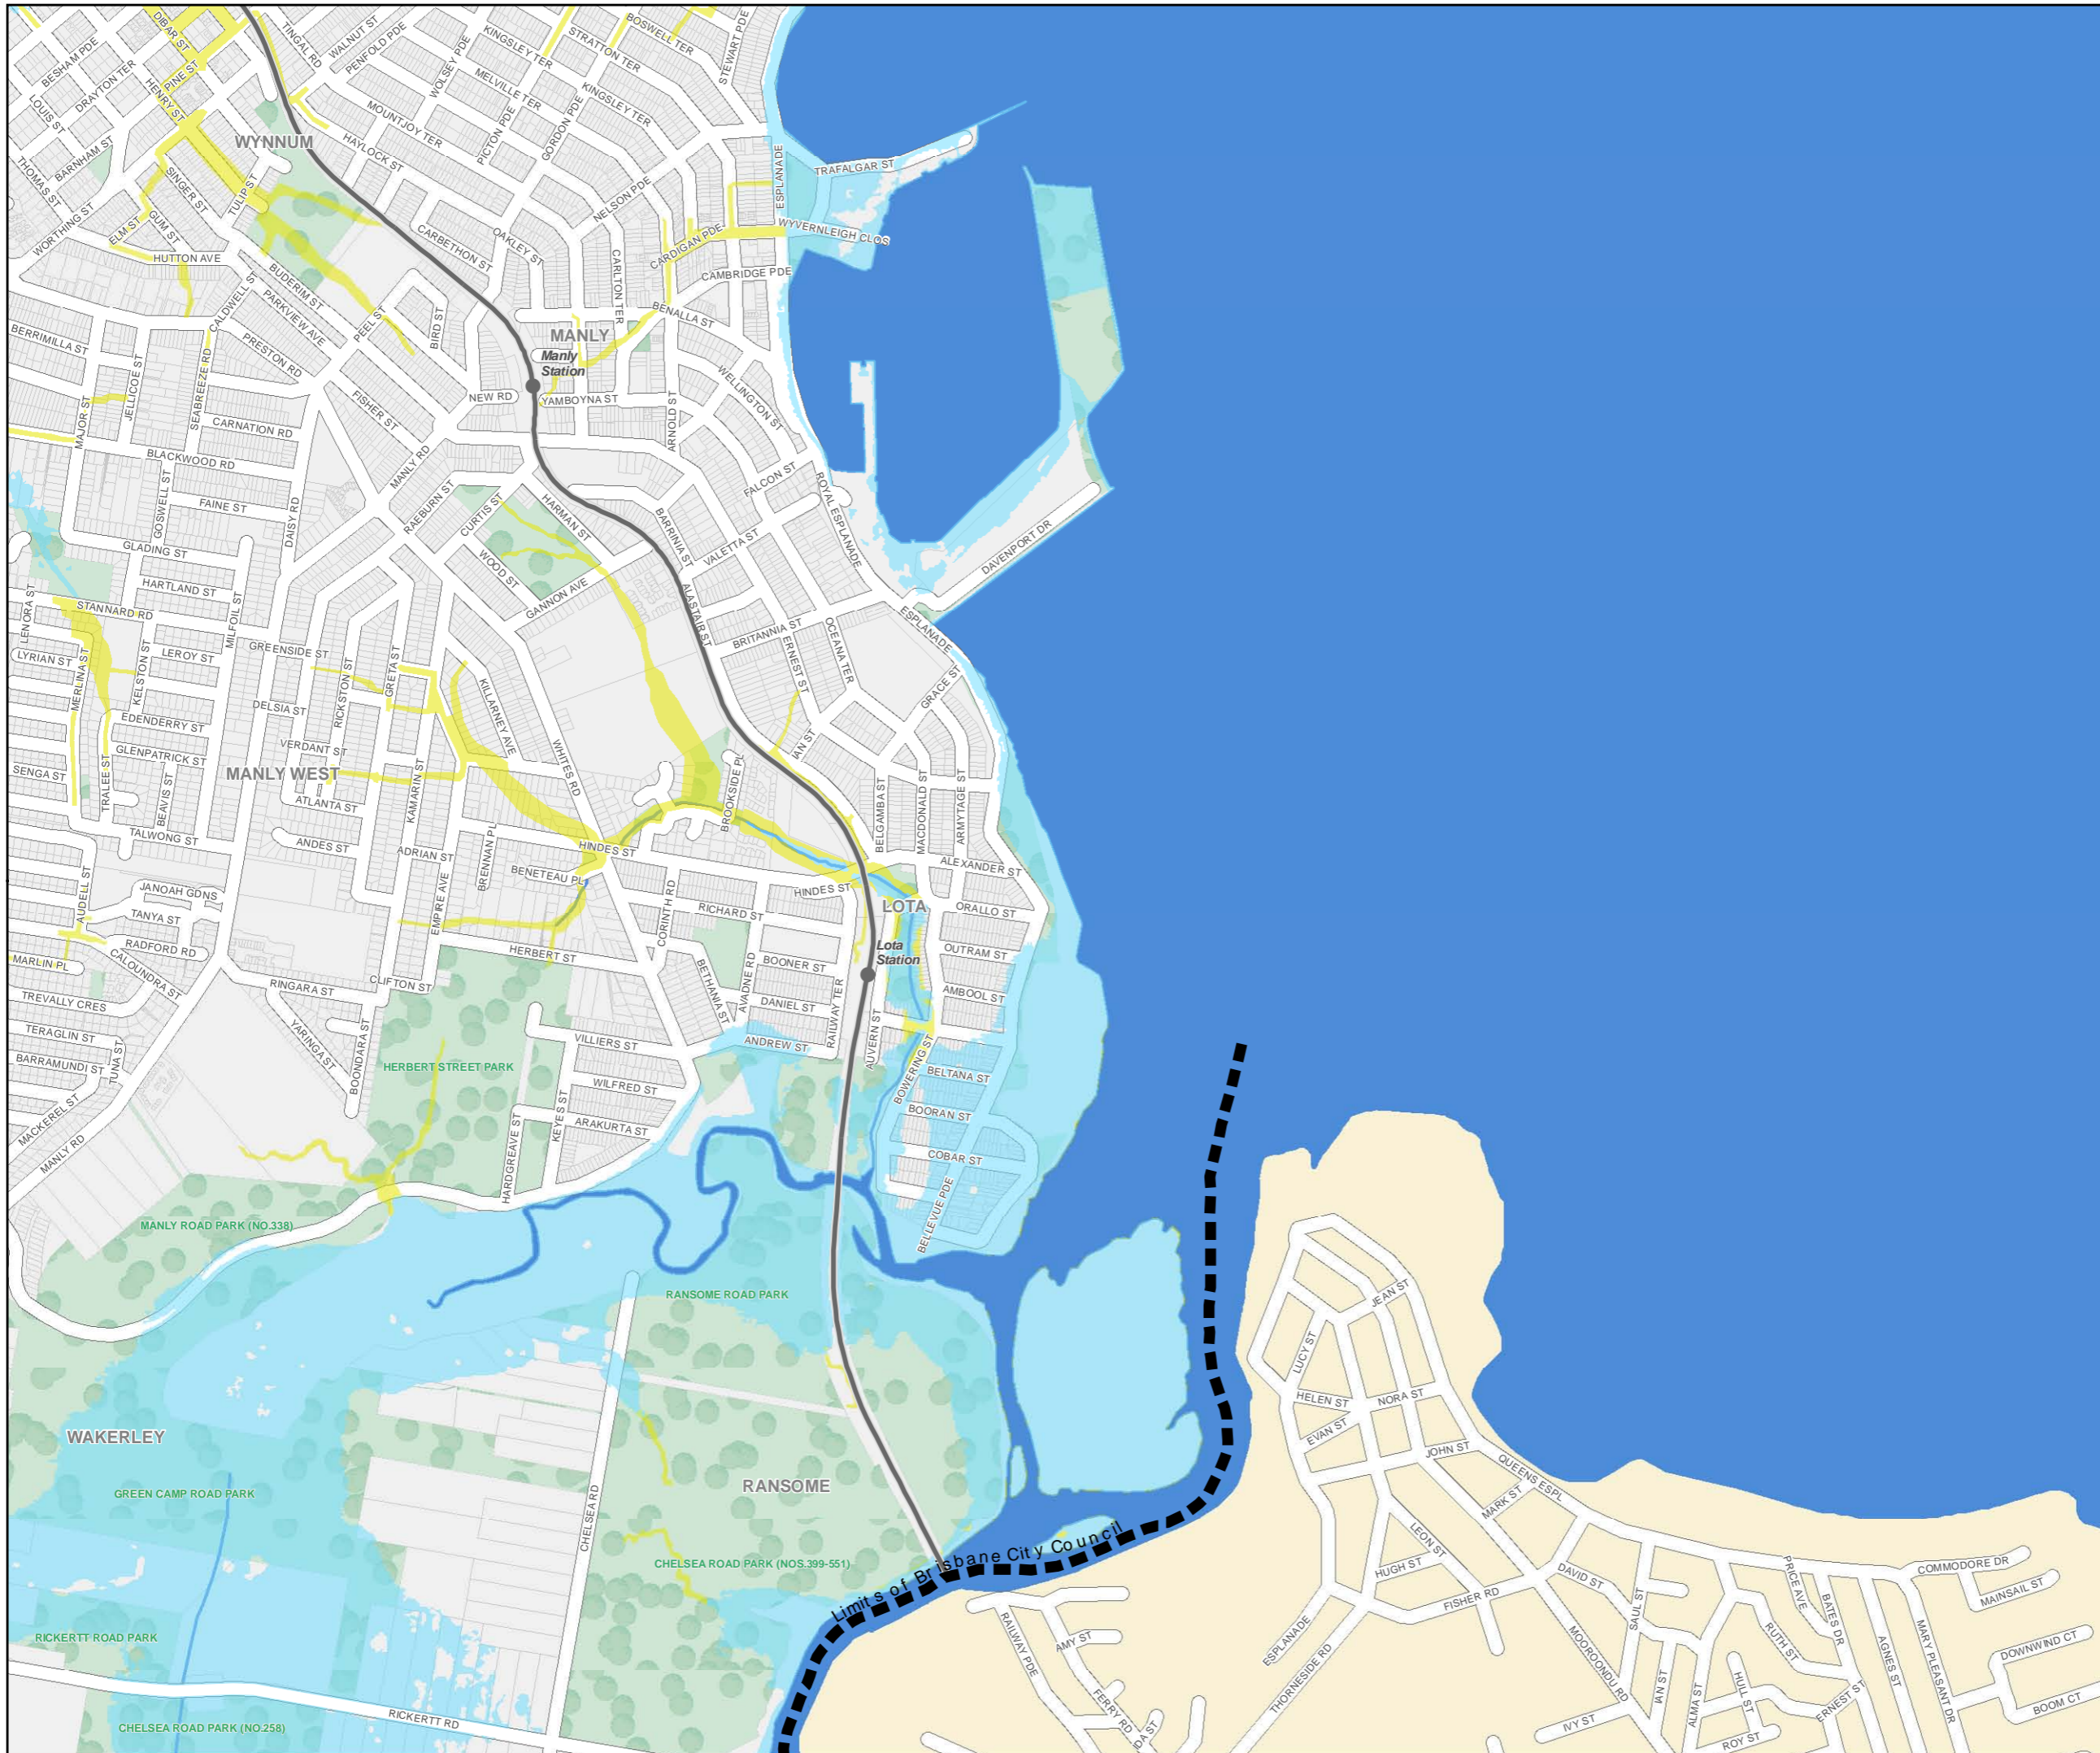 DIBAR ST
TINGAL RD
WALNUT ST
PENFOLD PDE
BOSWELL TER
STEWART PDE
KINGSLEY TER
STRATTON TER
BESHAM PDE
DRAYTON TER
PINE ST
HENRY ST
WOLSEY PDE
MELVILLE TER
KINGSLEY TER
LOUIS ST
MOUNTJOY TER
PICTON PDE
GORDON PDE
WYNNUM
HAYLOCK ST
BARNHAM ST
THOMAS ST
SINGER ST
TULIP ST
NELSON PDE
ESPLANADE
TRAFALGAR ST
WORTHING ST
ELM ST
GUM ST
CARBETHON ST
OAKLEY ST
CARLTON TER
CARDIGAN PDE
WYVERNLEIGH CLOS
HUTTON AVE
BUDERIM ST
CAMBRIDGE PDE
CALDWELL ST
PARKVIEW AVE
PEEL ST
BIRD ST
BENALLA ST
BERRIMILLA ST
PRESTON RD
MANLY
Manly
Station
JELLICOE ST
SEABREEZE RD
FISHER ST
NEW RD
YAMBOYNA ST
WELLINGTON ST
MAJOR ST
CARNATION RD
ARNOLD ST
BLACKWOOD RD
MANLY RD
FALCON ST
ROYAL ESPLANADE
GOSWELL ST
FAINE ST
DAISY RD
RAEBURN ST
CURTIS ST
HARMAN ST
BARRINIA ST
VALETTA ST
DAVENPORT DR
GLADING ST
WOOD ST
GANNON AVE
ALASTAIR ST
HARTLAND ST
LENORA ST
STANNARD RD
MILFOIL ST
BRITANNIA ST
ERNEST ST
OCEANA TER
ESPLANADE
LYRIAN ST
MERLINA ST
KELSTON ST
LEROY ST
GREENSIDE ST
RICKSTON ST
GRETA ST
KILLARNEY AVE
GRACE ST
EDENDERRY ST
DELSIA ST
GLENPATRICK ST
VERDANT ST
IAN ST
SENGA ST
TRALEE ST
BEAVIS ST
MANLY WEST
KAMARIN ST
WHITES RD
BROOKSIDE PL
BELGAMBA ST
MACDONALD ST
ARMYTAGE ST
ATLANTA ST
TALWONG ST
ANDES ST
ADRIAN ST
BRENNAN PL
HINDES ST
BENETEAU PL
HINDES ST
ALEXANDER ST
JANOAH GDNS
AUDELL ST
EMPIRE AVE
CORINTH RD
RICHARD ST
LOTA
ORALLO ST
TANYA ST
RADFORD RD
HERBERT ST
Lota
Station
OUTRAM ST
MARLIN PL
CALOUNDRA ST
BETHANIA ST
AVADNE RD
BOONER ST
RINGARA ST
CLIFTON ST
AMBOOL ST
TREVALLY CRES
DANIEL ST
RAILWAY TER
TERAGLIN ST
YARINGA ST
BOONDARA ST
VILLIERS ST
ANDREW ST
AUVERN ST
BOWERING ST
BARRAMUNDI ST
TUNA ST
HERBERT STREET PARK
BELTANA ST
WILFRED ST
MACKEREL ST
HARDGREAVE ST
KEYES ST
ARAKURTA ST
BOORAN ST
MANLY RD
COBAR ST
BELLEVUE PDE
MANLY ROAD PARK (NO.338)
RANSOME ROAD PARK
JEAN ST
LUCY ST
HELEN ST
NORA ST
WAKERLEY
EVAN ST
JOHN ST
RANSOME
QUEENS ESPL
GREEN CAMP ROAD PARK
CHELSEA RD
MARK ST
LEON ST
Limits of Brisbane City Council
CHELSEA ROAD PARK (NOS.399-551)
HUGH ST
DAVID ST
FISHER RD
PRICE AVE
COMMODORE DR
MAINSAIL ST
BATES DR
SAUL ST
RICKERTT ROAD PARK
RAILWAY PDE
AMY ST
ESPLANADE
THORNESIDE RD
MOOROONDU RD
RUTH ST
AGNES ST
MARY PLEASANT DR
DOWNWIND CT
IAN ST
ALMA ST
HULL ST
ERNEST ST
BOOM CT
FERRY RD
IDA ST
IVY ST
ROY ST
RICKERTT RD
CHELSEA ROAD PARK (NO.258)